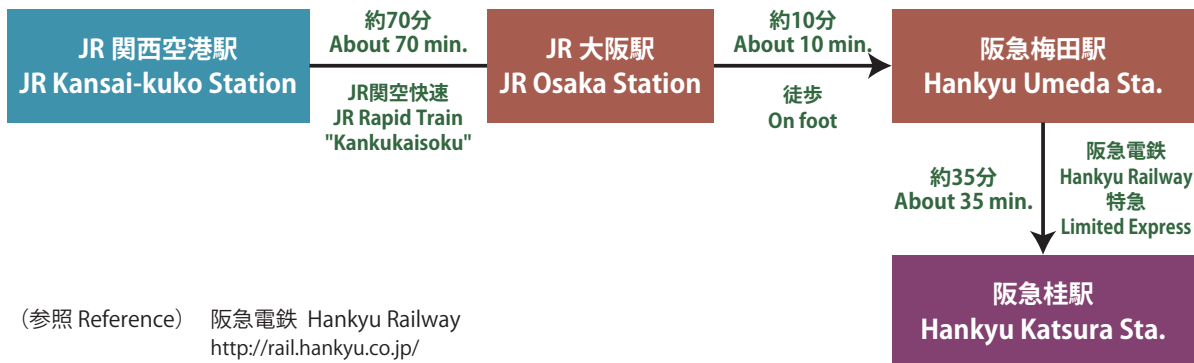 JR 関西空港駅
JR Kansai-kuko Station
約70分
About 70 min.
JR関空快速
JR Rapid Train
"Kankukaisoku"
JR 大阪駅
JR Osaka Station
約10分
About 10 min.
徒歩
On foot
阪急梅田駅
Hankyu Umeda Sta.
約35分
About 35 min.
阪急電鉄
Hankyu Railway
特急
Limited Express
阪急桂駅
Hankyu Katsura Sta.
（参照 Reference） 阪急電鉄 Hankyu Railway
http://rail.hankyu.co.jp/